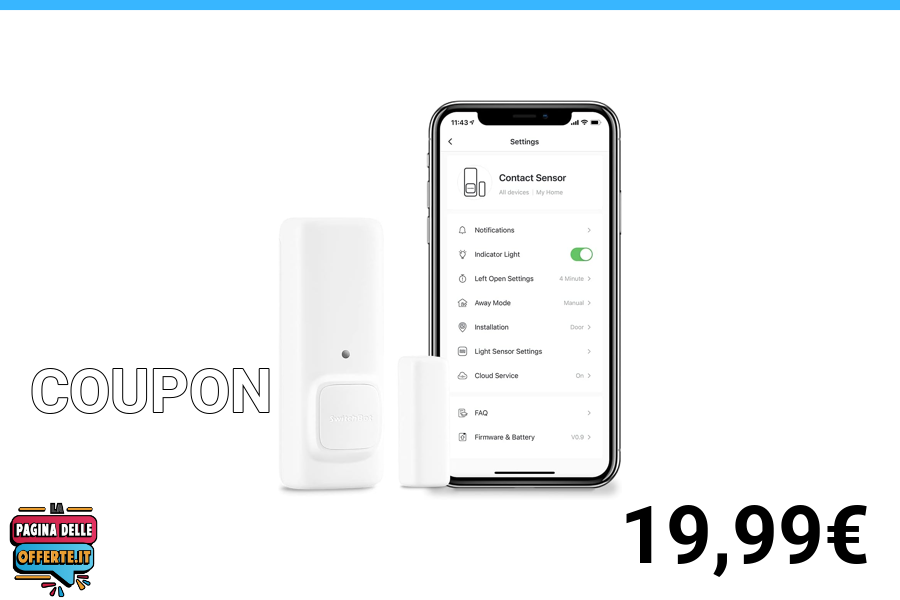 11:43
Settings
Contact Sensor
All devices | My Home
Notifications
Indicator Light
Left Open Settings 4 Minute
Away Mode Manual
Installation Door
Light Sensor Settings
Cloud Service On
FAQ
Firmware & Battery V0.9
COUPON
LA
PAGINA DELLE
OFFERTE.IT
19,99€